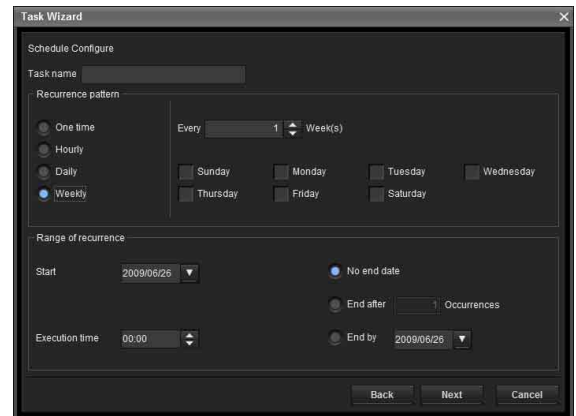 Task Wizard
Schedule Configure
Task name
Recurrence pattern
One time
Hourly
Daily
Weekly
Every 1 Week(s)
Sunday Monday Tuesday Wednesday
Thursday Friday Saturday
Range of recurrence
Start 2009/06/26
No end date
End after 1 Occurrences
Execution time 00:00
End by 2009/06/26
Back Next Cancel